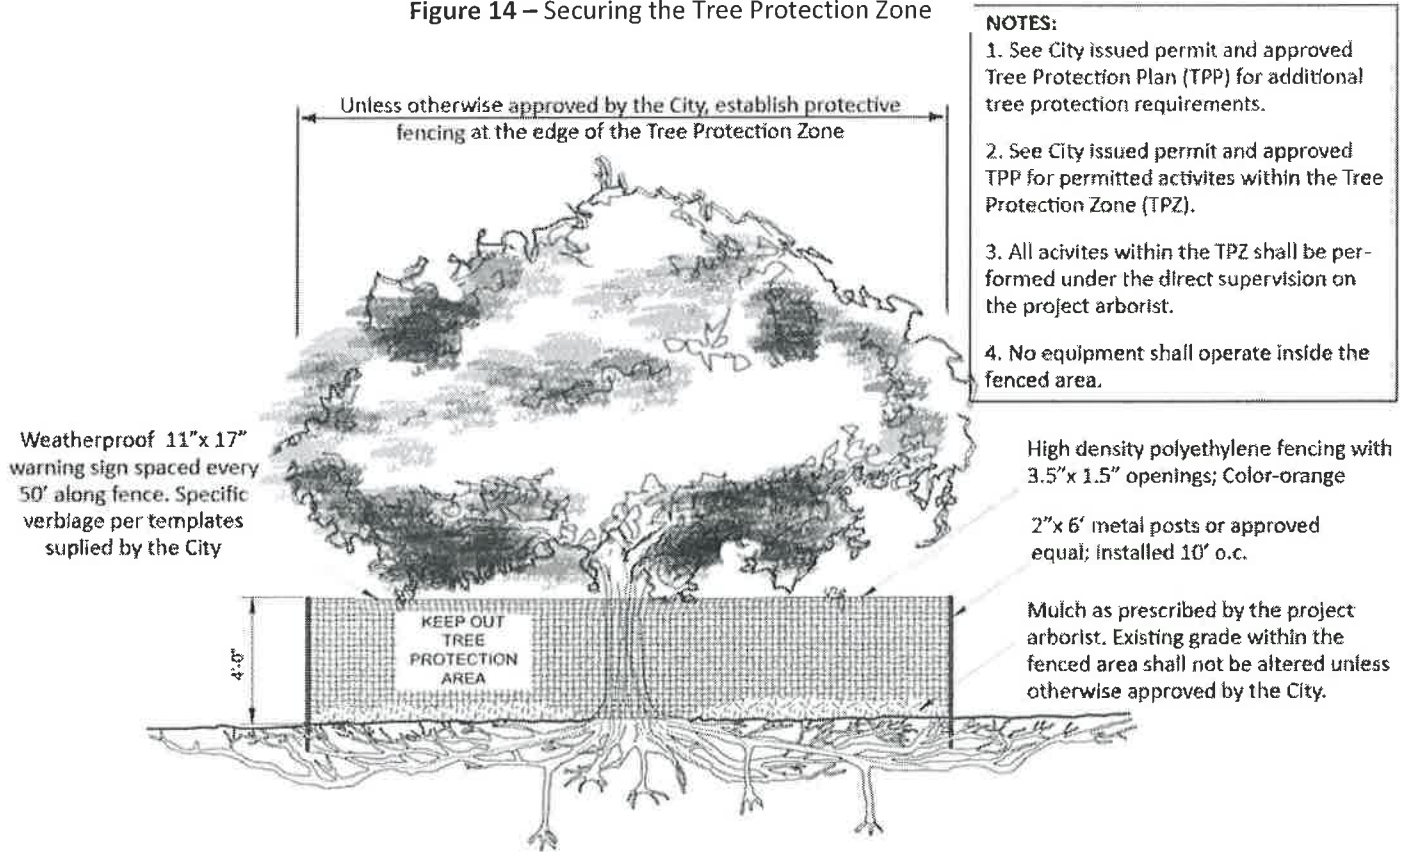 Figure 14 – Securing the Tree Protection Zone
NOTES:
1. See City issued permit and approved
Tree Protection Plan (TPP) for additional
tree protection requirements.
2. See City issued permit and approved
TPP for permitted activites within the Tree
Protection Zone (TPZ).
3. All acivites within the TPZ shall be per-
formed under the direct supervision on
the project arborist.
4. No equipment shall operate inside the
fenced area.
Unless otherwise approved by the City, establish protective
fencing at the edge of the Tree Protection Zone
Weatherproof 11"x 17"
warning sign spaced every
50' along fence. Specific
verbiage per templates
suplied by the City
High density polyethylene fencing with
3.5"x 1.5" openings; Color-orange
2"x 6' metal posts or approved
equal; installed 10' o.c.
Mulch as prescribed by the project
arborist. Existing grade within the
fenced area shall not be altered unless
otherwise approved by the City.
4'-0"
KEEP OUT
TREE
PROTECTION
AREA